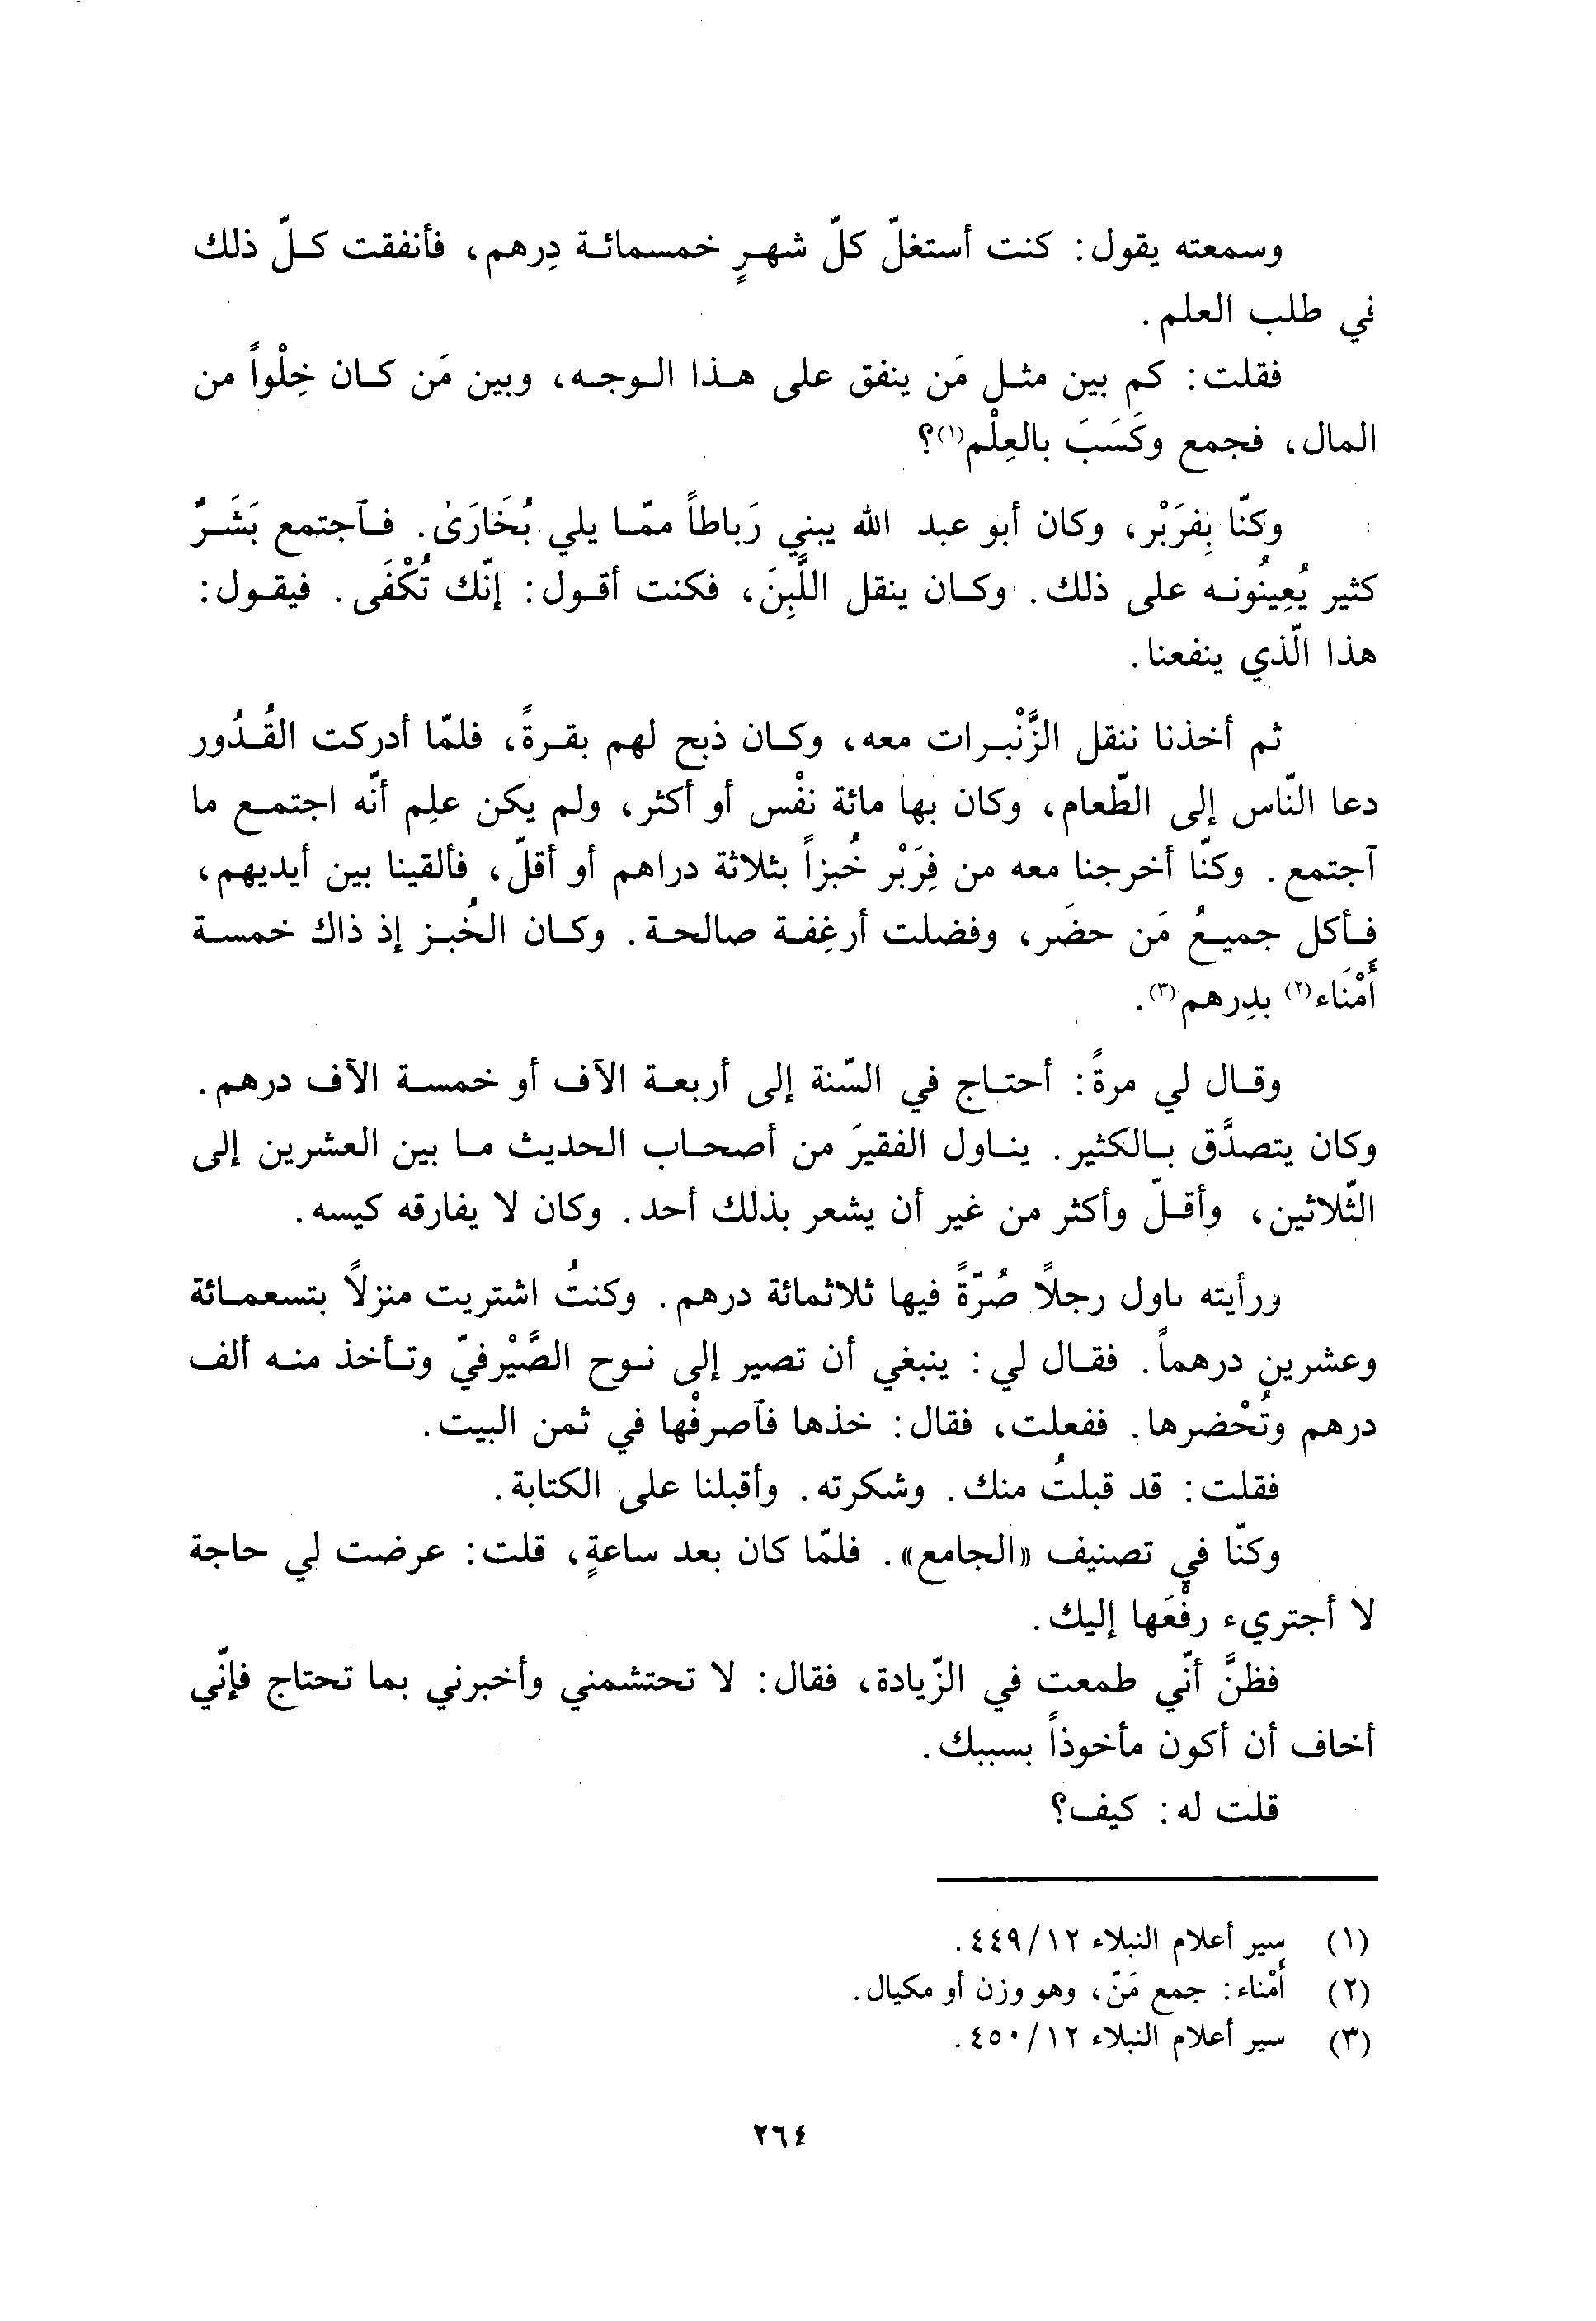 وسمعته يقول: كنت أستغلّ كلّ شهرٍ خمسمائة دِرهم، فأنفقت كلّ ذلك
في طلب العلم.
فقلت: كم بين مثل مَن ينفق على هذا الوجه، وبين مَن كان خِلْواً من
المال، فجمع وكَسَبَ بالعِلْم(١)؟
وكنّا بِفرَبْر، وكان أبو عبد الله يبني رَباطاً ممّا يلي بُخَارَىٰ. فآجتمع بَشَرٌ
كثير يُعِينُونه على ذلك. وكان ينقل اللَّبِنَ، فكنت أقول: إنّك تُكْفَى. فيقول:
هذا الّذي ينفعنا.
ثم أخذنا ننقل الزَّنْبرات معه، وكان ذبح لهم بقرةً، فلمّا أدركت القُدُور
دعا النّاس إلى الطّعام، وكان بها مائة نفْس أو أكثر، ولم يكن علِم أنّه اجتمع ما
آجتمع. وكنّا أخرجنا معه من فِرَبْر خُبزاً بثلاثة دراهم أو أقلّ، فألقينا بين أيديهم،
فأكل جميعُ مَن حضَر، وفضلت أرغِفة صالحة. وكان الخُبز إذ ذاك خمسة
أَمْنَاء(٢) بدِرهم(٣).
وقال لي مرةً: أحتاج في السّنة إلى أربعة الآف أو خمسة الآف درهم.
وكان يتصدَّق بالكثير. يناول الفقيرَ من أصحاب الحديث ما بين العشرين إلى
الثّلاثين، وأقلّ وأكثر من غير أن يشعر بذلك أحد. وكان لا يفارقه كيسه.
ورأيته ناول رجلاً صُرّةً فيها ثلاثمائة درهم. وكنتُ اشتريت منزلاً بتسعمائة
وعشرين درهماً. فقال لي: ينبغي أن تصير إلى نوح الصَّيْرفيّ وتأخذ منه ألف
درهم وتُحْضرها. ففعلت، فقال: خذها فآصرفْها في ثمن البيت.
فقلت: قد قبلتُ منك. وشكرته. وأقبلنا على الكتابة.
وكنّا في تصنيف «الجامع». فلمّا كان بعد ساعةٍ، قلت: عرضت لي حاجة
لا أجتريء رفْعَها إليك.
فظنَّ أنّي طمعت في الزّيادة، فقال: لا تحتشمني وأخبرني بما تحتاج فإنّي
أخاف أن أكون مأخوذاً بسببك.
قلت له: كيف؟
(١) سير أعلام النبلاء ١٢/٤٤٩.
(٢) أَمْناء: جمع مَنّ، وهو وزن أو مكيال.
(٣) سير أعلام النبلاء ١٢/٤٥٠.
٢٦٤